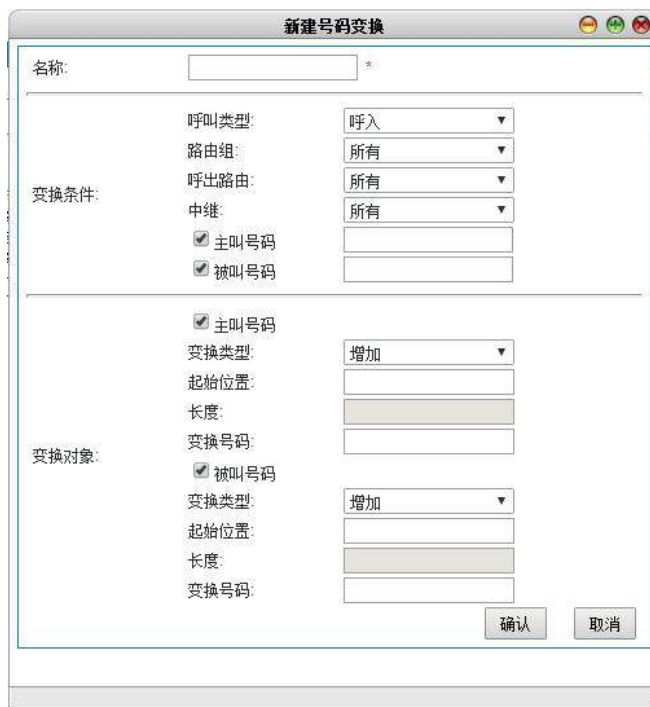 新建号码变换
名称: *
呼叫类型: 呼入
路由组: 所有
呼出路由: 所有
变换条件:
中继: 所有
主叫号码
被叫号码
主叫号码
变换类型: 增加
起始位置:
长度:
变换号码:
变换对象:
被叫号码
变换类型: 增加
起始位置:
长度:
变换号码:
确认 取消